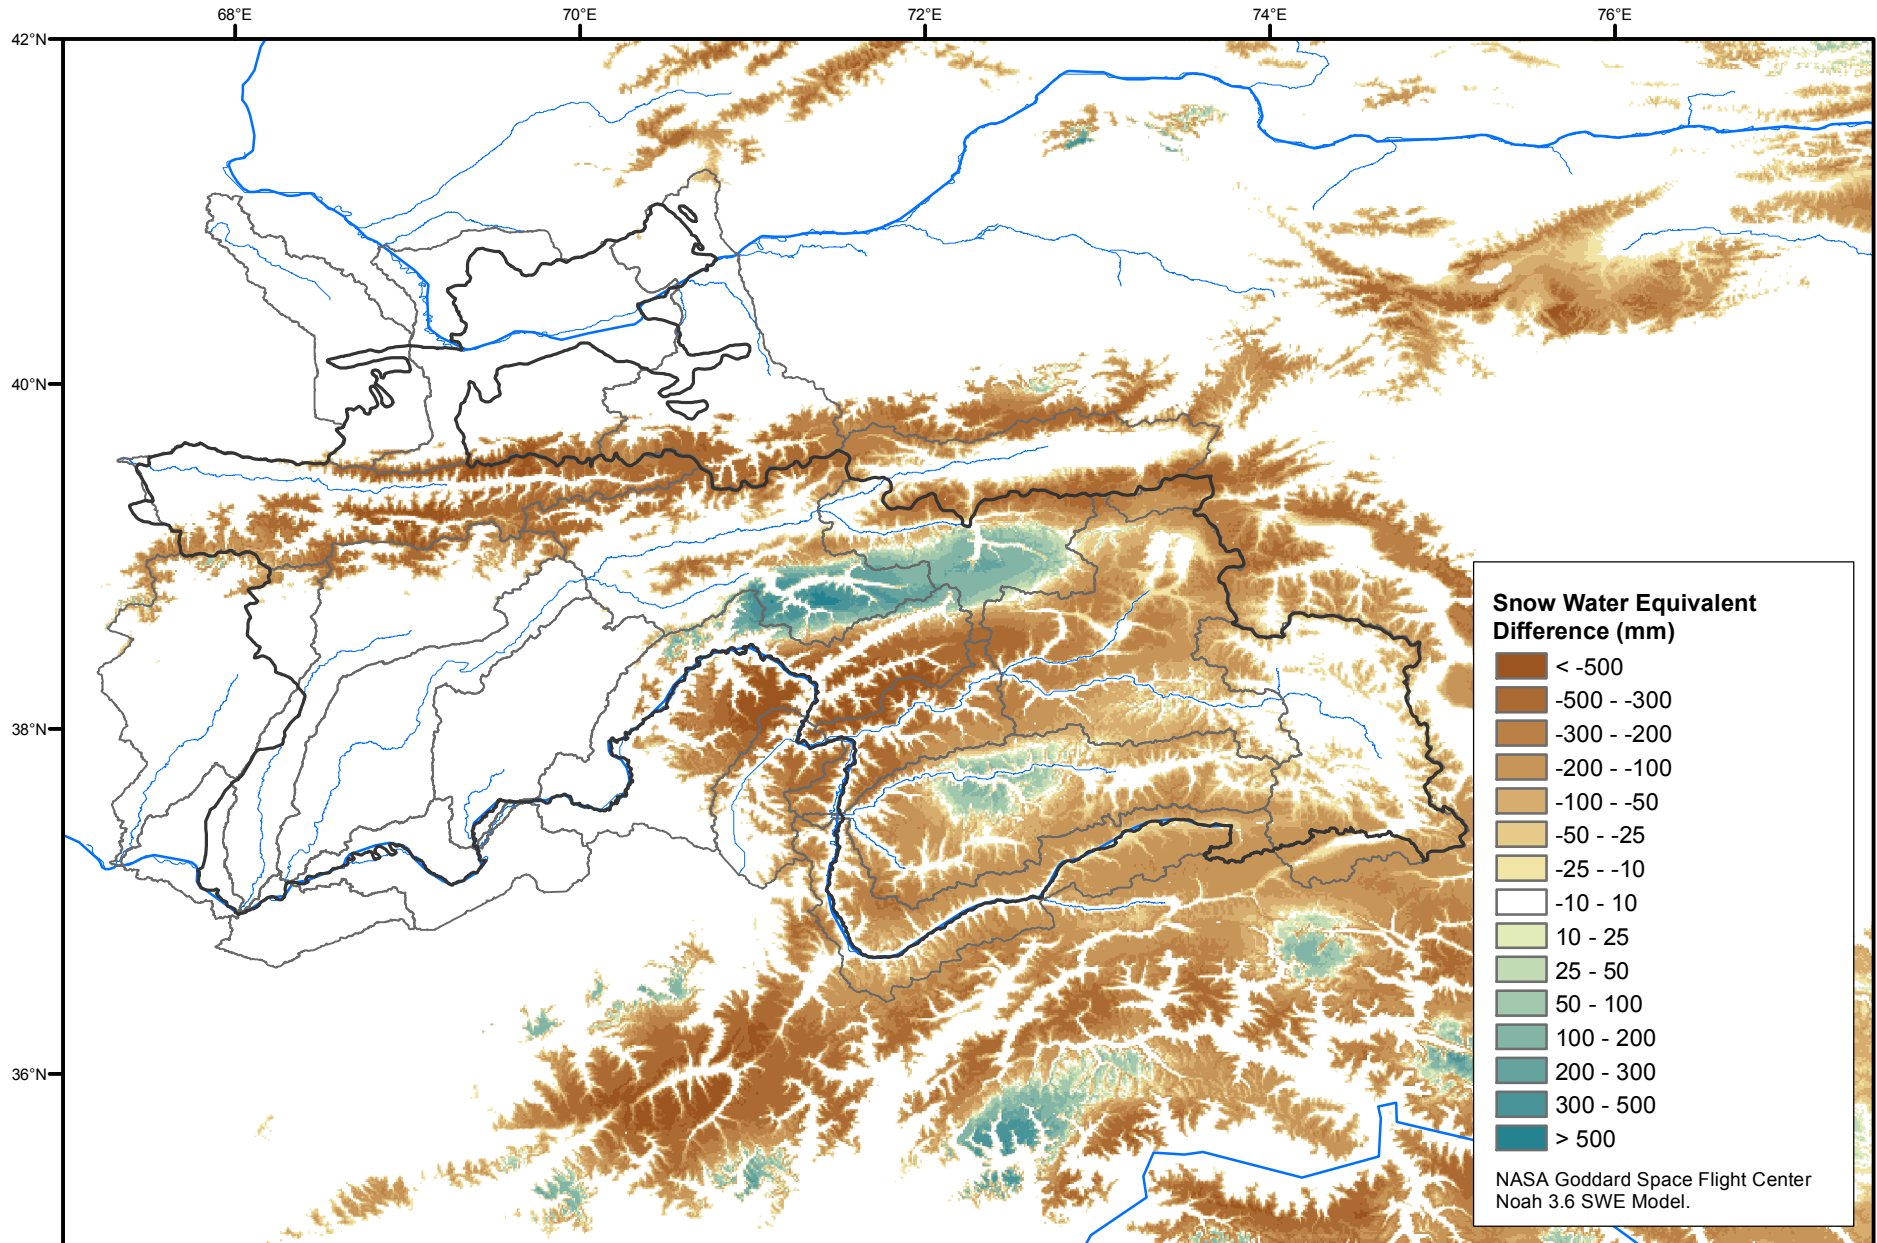 68°E
70°E
72°E
74°E
76°E
42°N
40°N
38°N
36°N
Snow Water Equivalent
Difference (mm)
< -500
-500 - -300
-300 - -200
-200 - -100
-100 - -50
-50 - -25
-25 - -10
-10 - 10
10 - 25
25 - 50
50 - 100
100 - 200
200 - 300
300 - 500
> 500
NASA Goddard Space Flight Center
Noah 3.6 SWE Model.